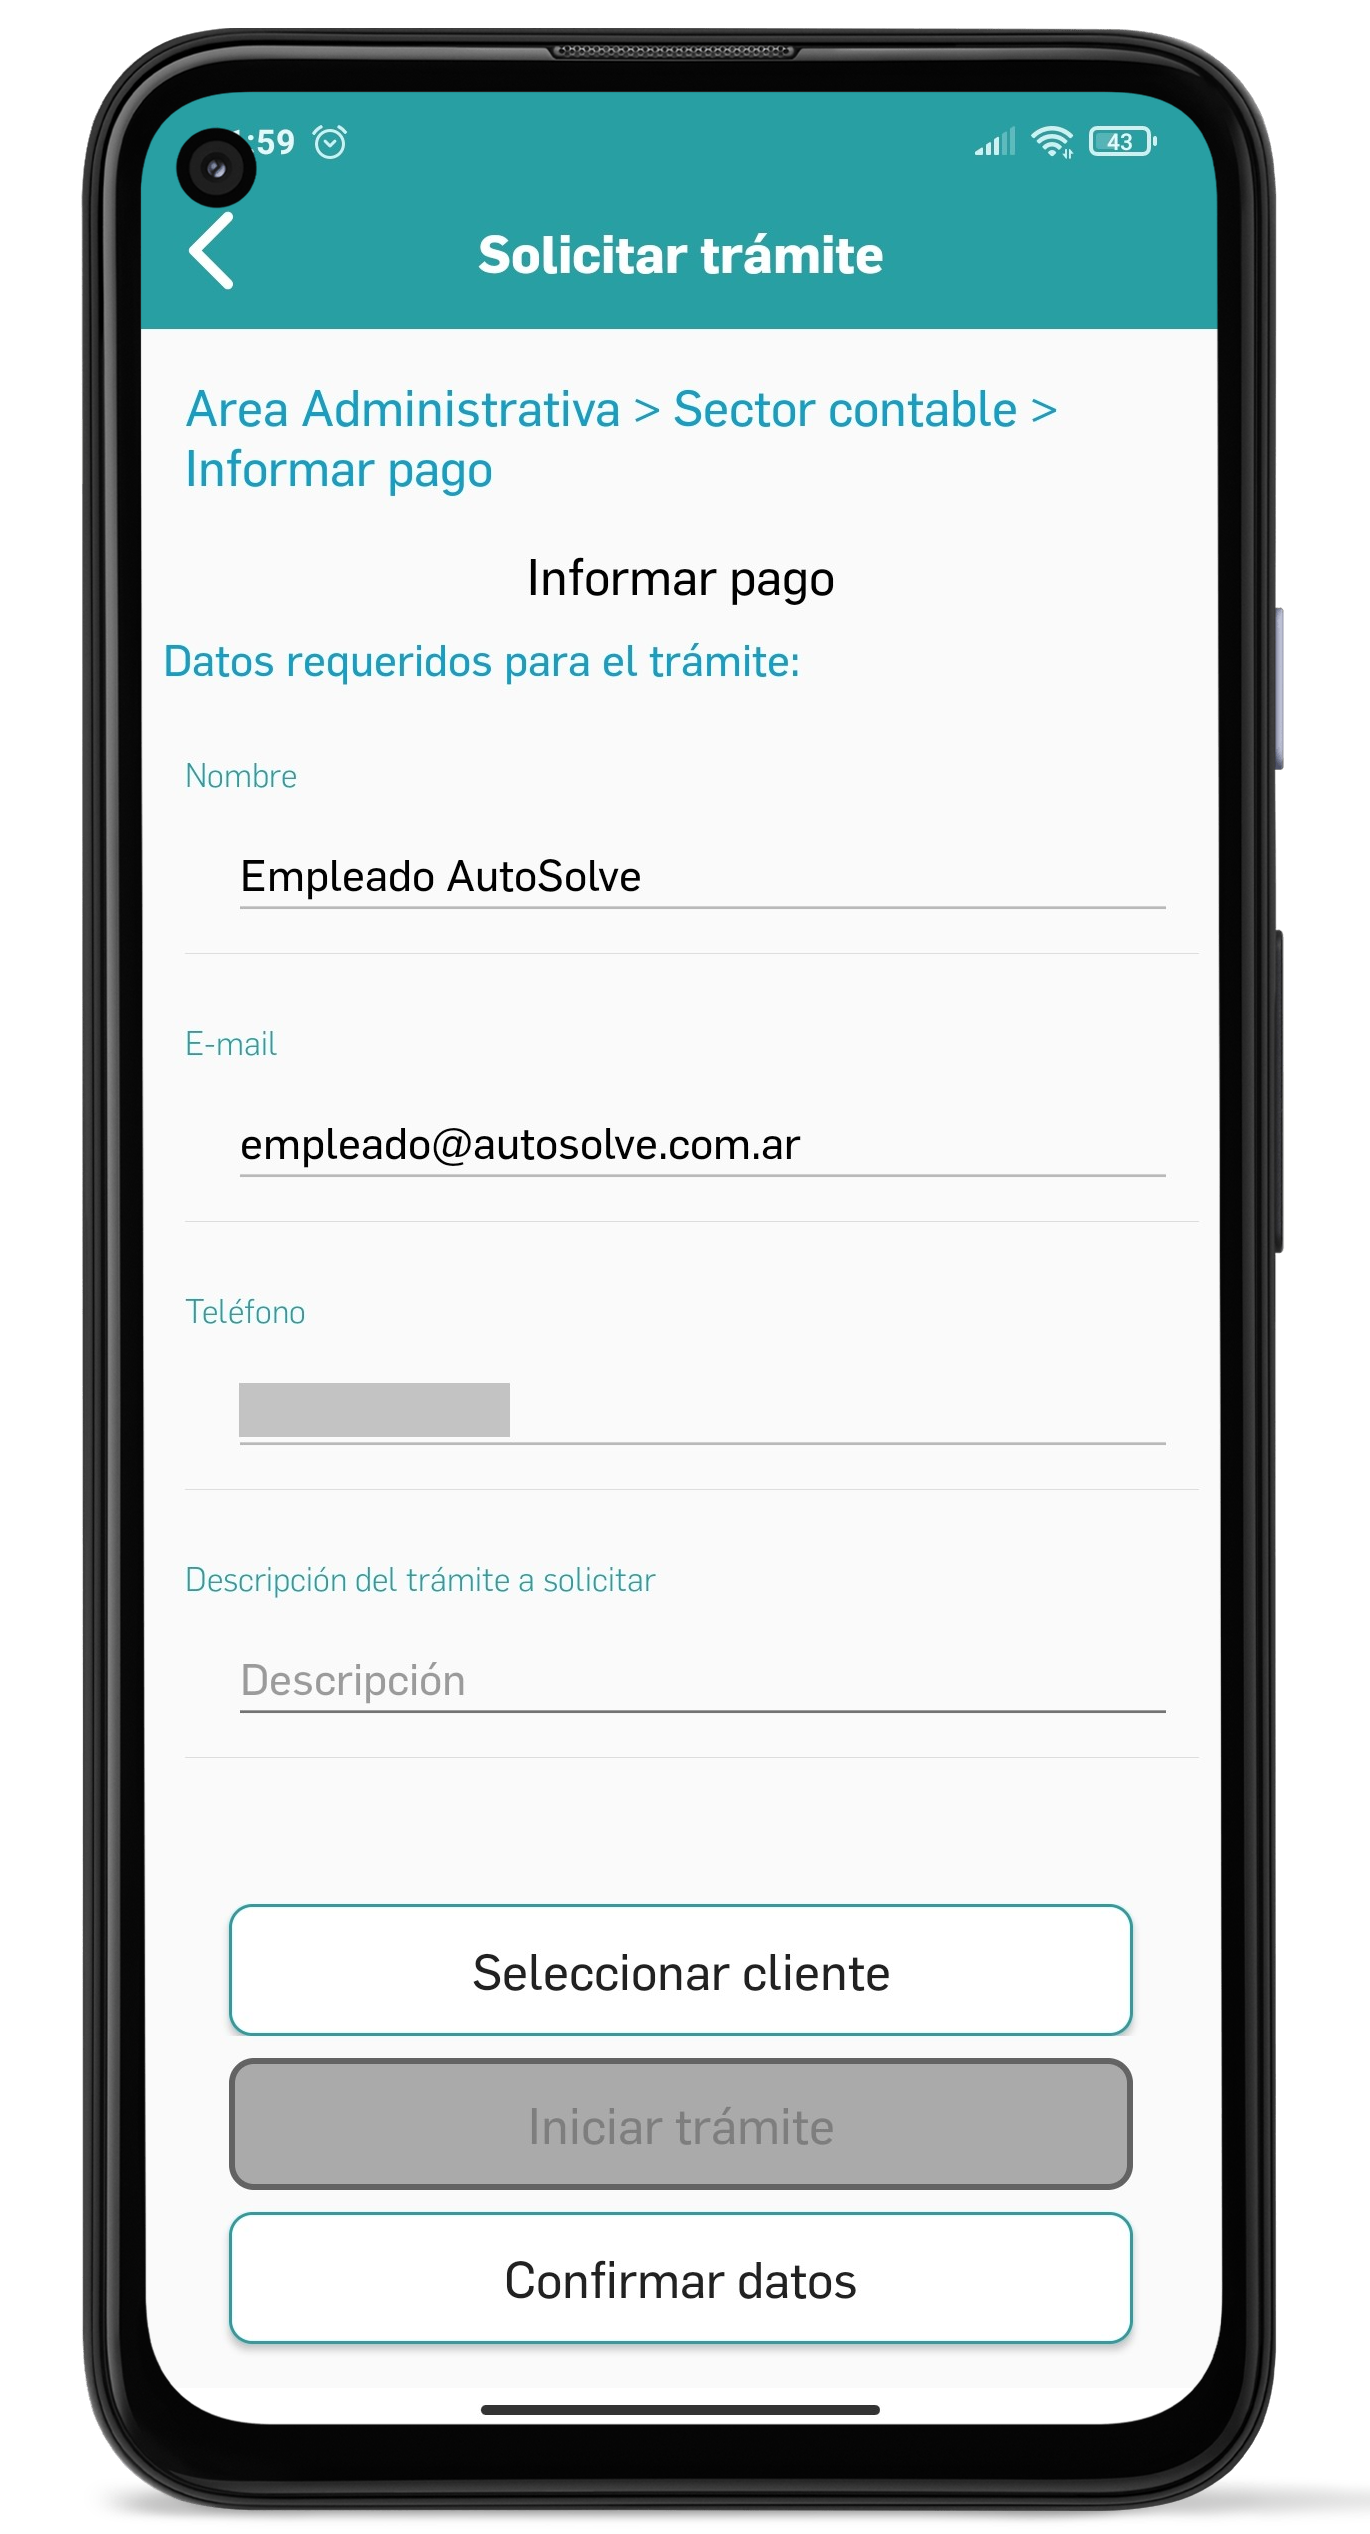 :59
43
Solicitar trámite
Area Administrativa > Sector contable >
Informar pago
Informar pago
Datos requeridos para el trámite:
Nombre
Empleado AutoSolve
E-mail
empleado@autosolve.com.ar
Teléfono
Descripción del trámite a solicitar
Descripción
Seleccionar cliente
Iniciar trámite
Confirmar datos